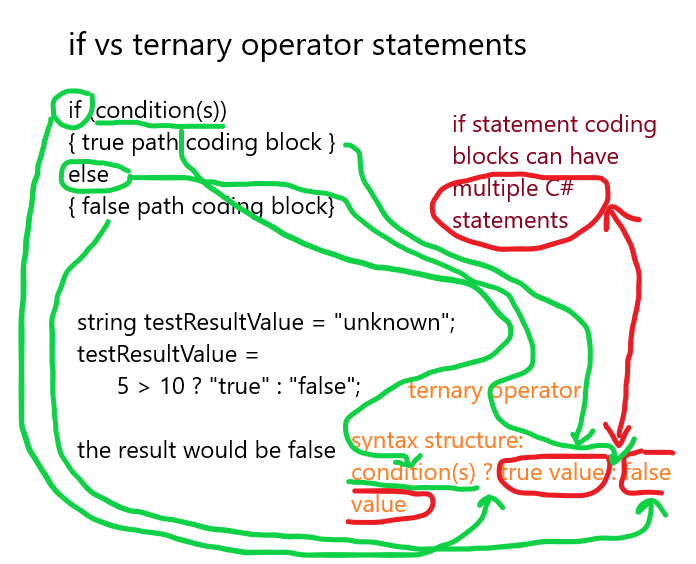 if vs ternary operator statements
if (condition(s))
{ true path coding block }
else
{ false path coding block}
if statement coding
blocks can have
multiple C#
statements
string testResultValue = "unknown";
testResultValue =
5 > 10 ? "true" : "false";
the result would be false
ternary operator
syntax structure:
condition(s) ? true value : false
value